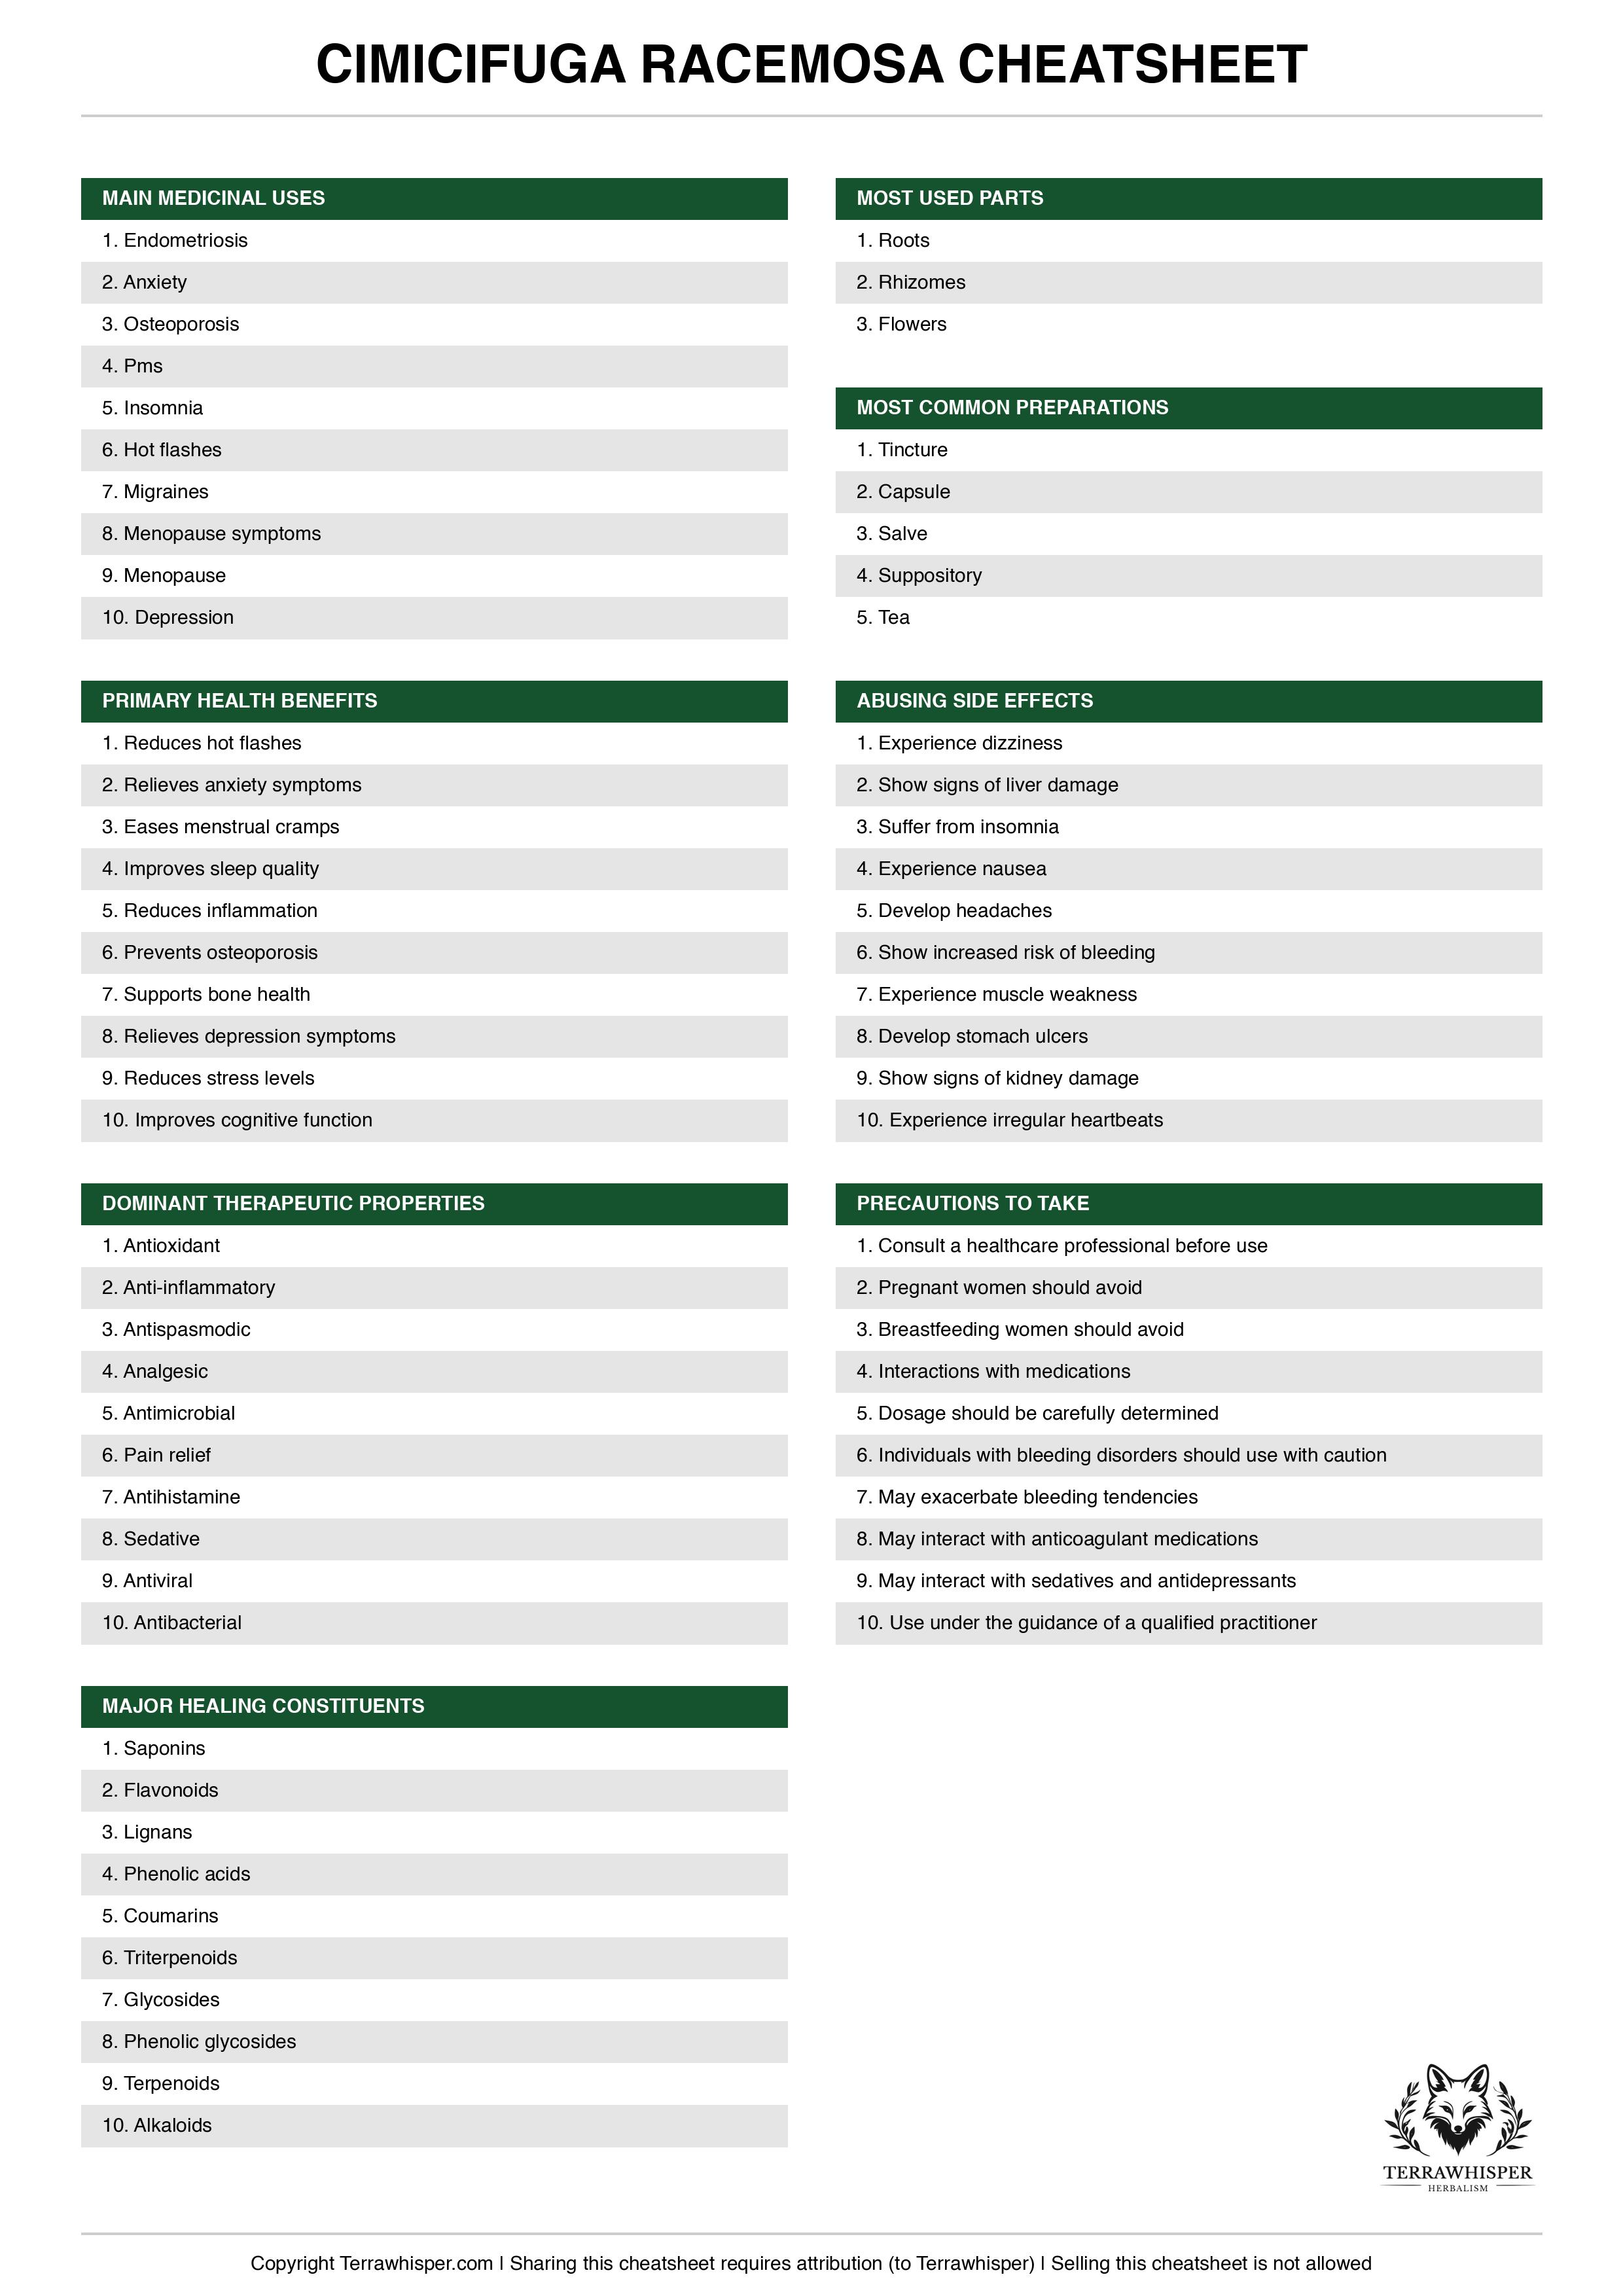 CIMICIFUGA RACEMOSA CHEATSHEET
MAIN MEDICINAL USES
1. Endometriosis
2. Anxiety
3. Osteoporosis
4. Pms
5. Insomnia
6. Hot flashes
7. Migraines
8. Menopause symptoms
9. Menopause
10. Depression
PRIMARY HEALTH BENEFITS
1. Reduces hot flashes
2. Relieves anxiety symptoms
3. Eases menstrual cramps
4. Improves sleep quality
5. Reduces inflammation
6. Prevents osteoporosis
7. Supports bone health
8. Relieves depression symptoms
9. Reduces stress levels
10. Improves cognitive function
DOMINANT THERAPEUTIC PROPERTIES
1. Antioxidant
2. Anti-inflammatory
3. Antispasmodic
4. Analgesic
5. Antimicrobial
6. Pain relief
7. Antihistamine
8. Sedative
9. Antiviral
10. Antibacterial
MAJOR HEALING CONSTITUENTS
1. Saponins
2. Flavonoids
3. Lignans
4. Phenolic acids
5. Coumarins
6. Triterpenoids
7. Glycosides
8. Phenolic glycosides
9. Terpenoids
10. Alkaloids
MOST USED PARTS
1. Roots
2. Rhizomes
3. Flowers
MOST COMMON PREPARATIONS
1. Tincture
2. Capsule
3. Salve
4. Suppository
5. Tea
ABUSING SIDE EFFECTS
1. Experience dizziness
2. Show signs of liver damage
3. Suffer from insomnia
4. Experience nausea
5. Develop headaches
6. Show increased risk of bleeding
7. Experience muscle weakness
8. Develop stomach ulcers
9. Show signs of kidney damage
10. Experience irregular heartbeats
PRECAUTIONS TO TAKE
1. Consult a healthcare professional before use
2. Pregnant women should avoid
3. Breastfeeding women should avoid
4. Interactions with medications
5. Dosage should be carefully determined
6. Individuals with bleeding disorders should use with caution
7. May exacerbate bleeding tendencies
8. May interact with anticoagulant medications
9. May interact with sedatives and antidepressants
10. Use under the guidance of a qualified practitioner
TERRAWHISPER
HERBALISM
Copyright Terrawhisper.com | Sharing this cheatsheet requires attribution (to Terrawhisper) | Selling this cheatsheet is not allowed